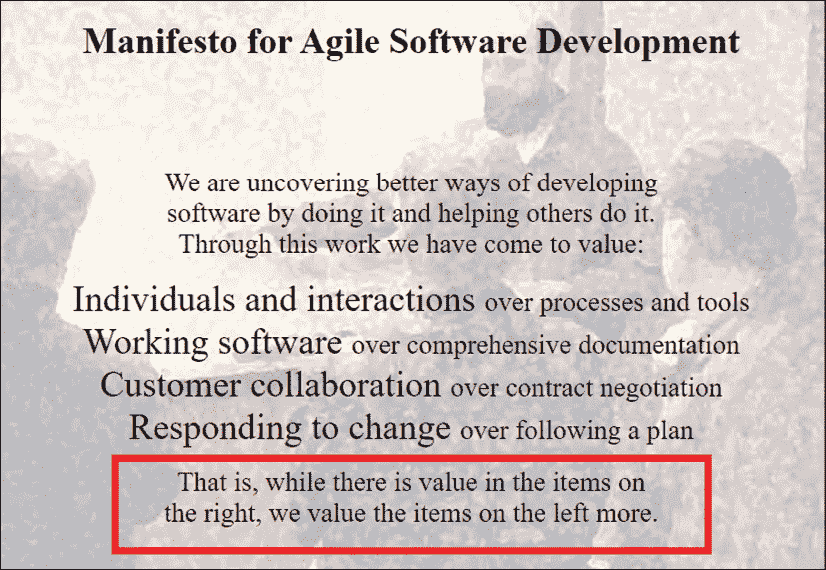 Manifesto for Agile Software Development
We are uncovering better ways of developing
software by doing it and helping others do it.
Through this work we have come to value:
Individuals and interactions over processes and tools
Working software over comprehensive documentation
Customer collaboration over contract negotiation
Responding to change over following a plan
That is, while there is value in the items on
the right, we value the items on the left more.